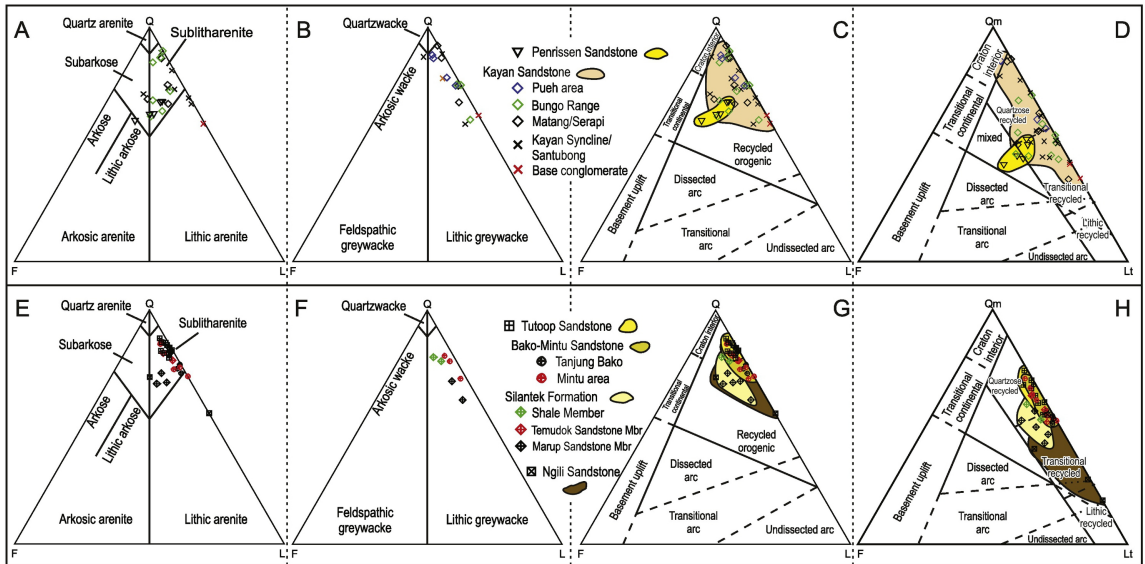 A
Q
Quartz arenite
Sublitharenite
Subarkose
Arkose
Lithic arkose
Arkosic arenite
Lithic arenite
F
L
B
Q
Quartzwacke
Arkosic wacke
Feldspathic
greywacke
Lithic greywacke
F
L
Penrissen Sandstone
Kayan Sandstone
Pueh area
Bungo Range
Matang/Serapi
Kayan Syncline/
Santubong
Base conglomerate
C
Q
Craton Interior
Transitional
continental
Recycled
orogenic
Basement uplift
Dissected
arc
Transitional
arc
Undissected arc
F
L
D
Qm
Craton
interior
Transitional
continental
Quartzose
recycled
mixed
Basement uplift
Dissected
arc
Transitional
recycled
Transitional
arc
Lithic
recycled
Undissected arc
F
Lt
E
Q
Quartz arenite
Sublitharenite
Subarkose
Arkose
Lithic arkose
Arkosic arenite
Lithic arenite
F
L
F
Q
Quartzwacke
Arkosic wacke
Feldspathic
greywacke
Lithic greywacke
F
L
Tutoop Sandstone
Bako-Mintu Sandstone
Tanjung Bako
Mintu area
Silantek Formation
Shale Member
Temudok Sandstone Mbr
Marup Sandstone Mbr
Ngili Sandstone
G
Q
Craton Interior
Transitional
continental
Recycled
orogenic
Basement uplift
Dissected
arc
Transitional
arc
Undissected arc
F
L
H
Qm
Craton
interior
Transitional
continental
Quartzose
recycled
Basement uplift
Dissected
arc
Transitional
recycled
Transitional
arc
Lithic
recycled
Undissected arc
F
Lt